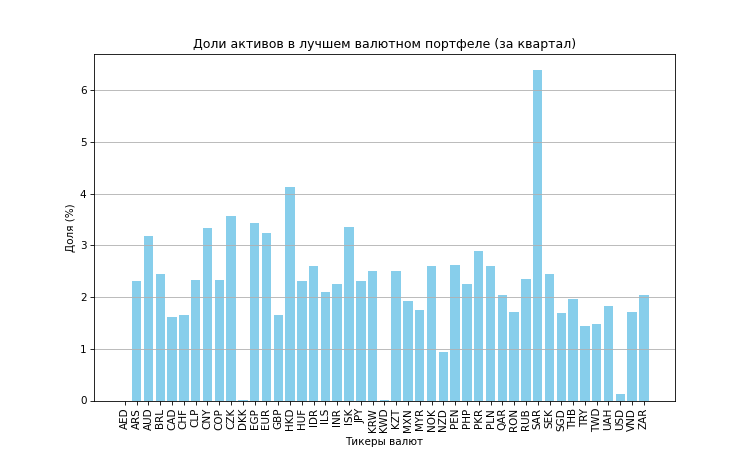 Доли активов в лучшем валютном портфеле (за квартал)
Доля (%)
6
5
4
3
2
1
0
AED ARS AUD BRL CAD CHF CLP CNY COP CZK DKK EGP EUR GBP HKD HUF IDR ILS INR ISK JPY KRW KWD KZT MXN MYR NOK NZD PEN PHP PKR PLN QAR RON RUB SAR SEK SGD THB TRY TWD UAH USD VND ZAR
Тикеры валют